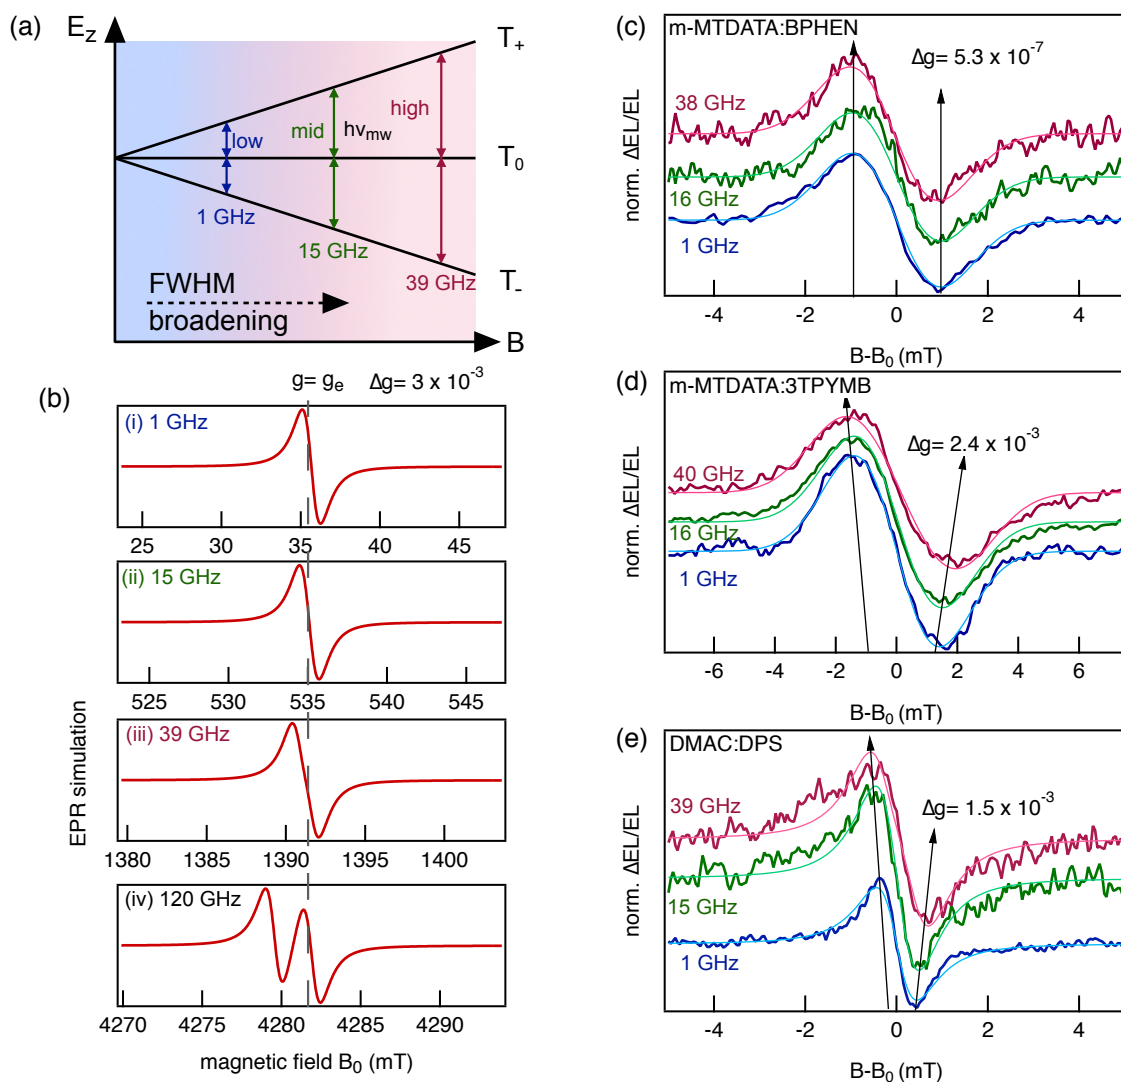 (a)
E_z
T_+
high
mid
hν_mw
low
T_0
1 GHz
15 GHz
39 GHz
T_-
FWHM
broadening
B
(b)
g= g_e
Δg= 3 x 10^-3
(i) 1 GHz
25 30 35 40 45
(ii) 15 GHz
525 530 535 540 545
(iii) 39 GHz
1380 1385 1390 1395 1400
(iv) 120 GHz
4270 4275 4280 4285 4290
magnetic field B_0 (mT)
EPR simulation
(c)
m-MTDATA:BPHEN
Δg= 5.3 x 10^-7
38 GHz
16 GHz
1 GHz
norm. ΔEL/EL
-4 -2 0 2 4
B-B_0 (mT)
(d)
m-MTDATA:3TPYMB
Δg= 2.4 x 10^-3
40 GHz
16 GHz
1 GHz
norm. ΔEL/EL
-6 -4 -2 0 2 4 6
B-B_0 (mT)
(e)
DMAC:DPS
Δg= 1.5 x 10^-3
39 GHz
15 GHz
1 GHz
norm. ΔEL/EL
-4 -2 0 2 4
B-B_0 (mT)